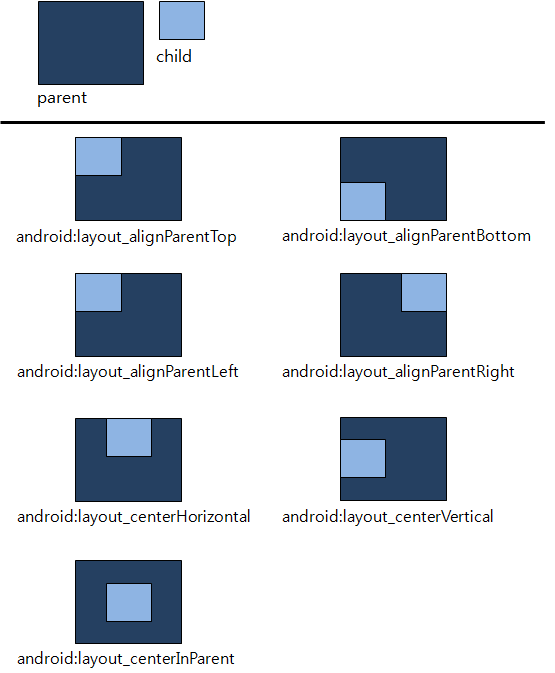 child
parent
android:layout_alignParentTop
android:layout_alignParentBottom
android:layout_alignParentLeft
android:layout_alignParentRight
android:layout_centerHorizontal
android:layout_centerVertical
android:layout_centerInParent